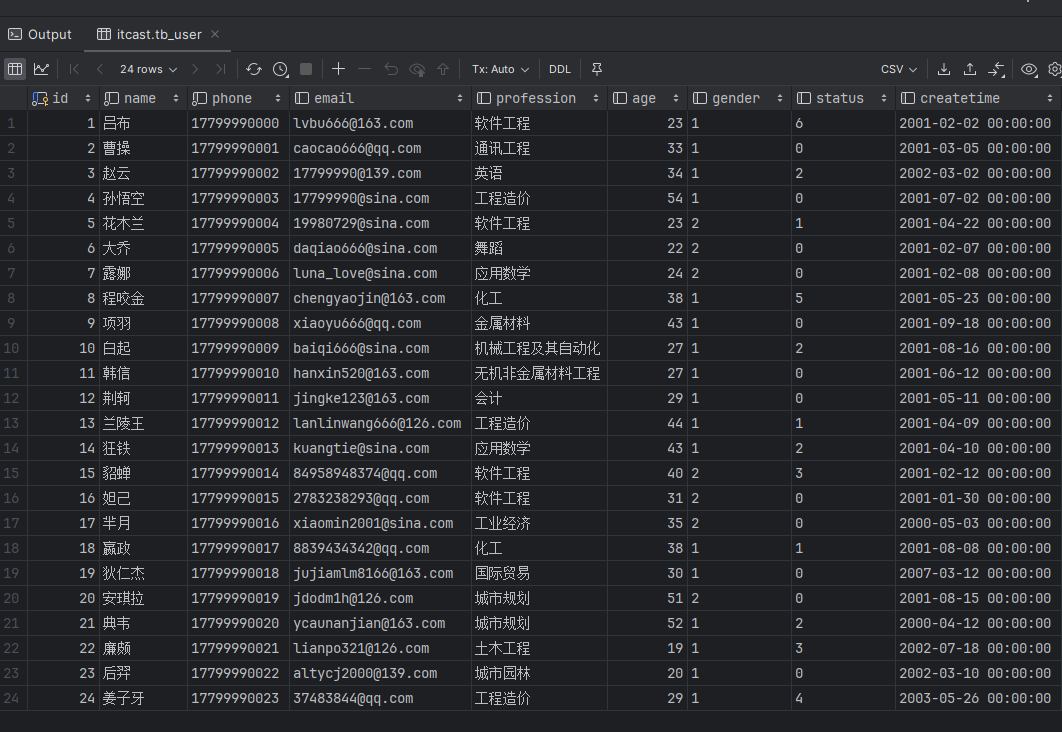 Output itcast.tb_user
24 rows Tx: Auto DDL CSV
id name phone email profession age gender status createtime
1 1 吕布 17799990000 lvbu666@163.com 软件工程 23 1 6 2001-02-02 00:00:00
2 2 曹操 17799990001 caocao666@qq.com 通讯工程 33 1 0 2001-03-05 00:00:00
3 3 赵云 17799990002 17799990@139.com 英语 34 1 2 2002-03-02 00:00:00
4 4 孙悟空 17799990003 17799990@sina.com 工程造价 54 1 0 2001-07-02 00:00:00
5 5 花木兰 17799990004 19980729@sina.com 软件工程 23 2 1 2001-04-22 00:00:00
6 6 大乔 17799990005 daqiao666@sina.com 舞蹈 22 2 0 2001-02-07 00:00:00
7 7 露娜 17799990006 luna_love@sina.com 应用数学 24 2 0 2001-02-08 00:00:00
8 8 程咬金 17799990007 chengyaojin@163.com 化工 38 1 5 2001-05-23 00:00:00
9 9 项羽 17799990008 xiaoyu666@qq.com 金属材料 43 1 0 2001-09-18 00:00:00
10 10 白起 17799990009 baiqi666@sina.com 机械工程及其自动化 27 1 2 2001-08-16 00:00:00
11 11 韩信 17799990010 hanxin520@163.com 无机非金属材料工程 27 1 0 2001-06-12 00:00:00
12 12 荆轲 17799990011 jingke123@163.com 会计 29 1 0 2001-05-11 00:00:00
13 13 兰陵王 17799990012 lanlinwang666@126.com 工程造价 44 1 1 2001-04-09 00:00:00
14 14 狂铁 17799990013 kuangtie@sina.com 应用数学 43 1 2 2001-04-10 00:00:00
15 15 貂蝉 17799990014 84958948374@qq.com 软件工程 40 2 3 2001-02-12 00:00:00
16 16 妲己 17799990015 2783238293@qq.com 软件工程 31 2 0 2001-01-30 00:00:00
17 17 芈月 17799990016 xiaomin2001@sina.com 工业经济 35 2 0 2000-05-03 00:00:00
18 18 嬴政 17799990017 8839434342@qq.com 化工 38 1 1 2001-08-08 00:00:00
19 19 狄仁杰 17799990018 jujiamlm8166@163.com 国际贸易 30 1 0 2007-03-12 00:00:00
20 20 安琪拉 17799990019 jdodm1h@126.com 城市规划 51 2 0 2001-08-15 00:00:00
21 21 典韦 17799990020 ycaunanjian@163.com 城市规划 52 1 2 2000-04-12 00:00:00
22 22 廉颇 17799990021 lianpo321@126.com 土木工程 19 1 3 2002-07-18 00:00:00
23 23 后羿 17799990022 altycj2000@139.com 城市园林 20 1 0 2002-03-10 00:00:00
24 24 姜子牙 17799990023 37483844@qq.com 工程造价 29 1 4 2003-05-26 00:00:00